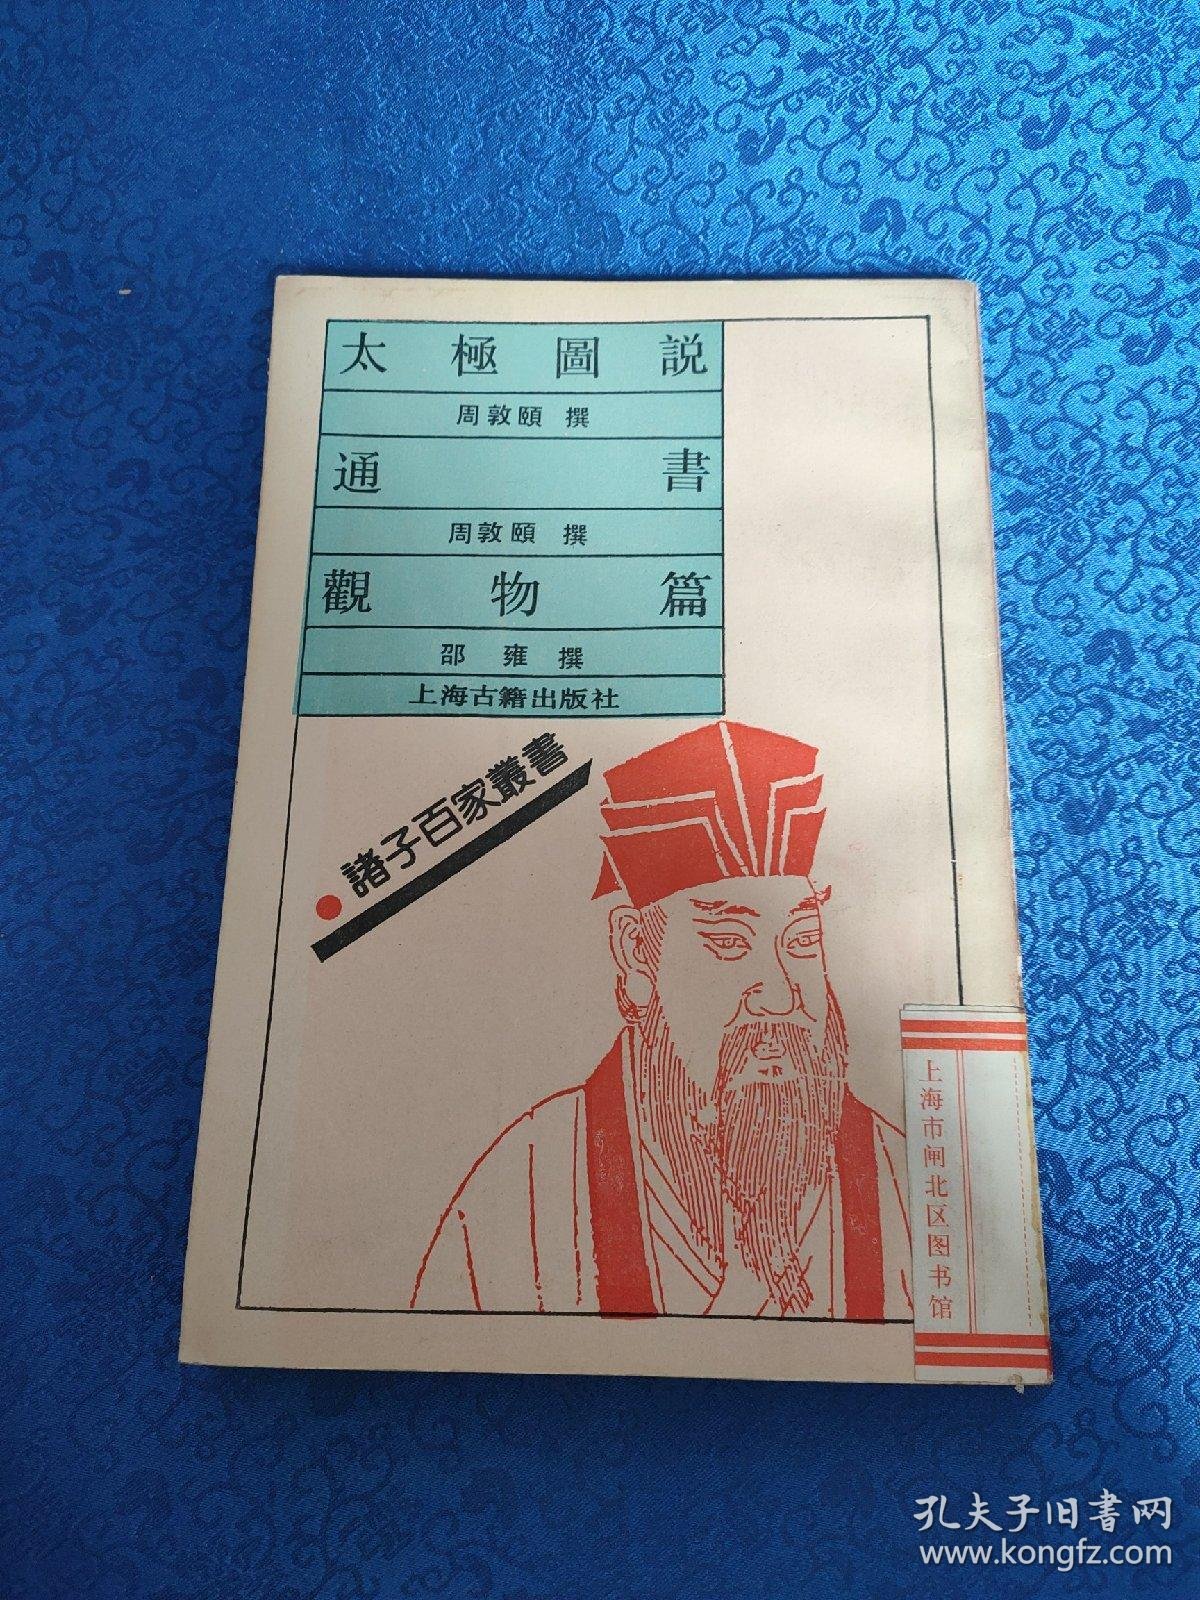 太極圖説
周敦頤 撰
通書
周敦頤 撰
觀物篇
邵雍 撰
上海古籍出版社
諸子百家叢書
上海市闸北区图书馆
孔夫子旧書网
www.kongfz.com